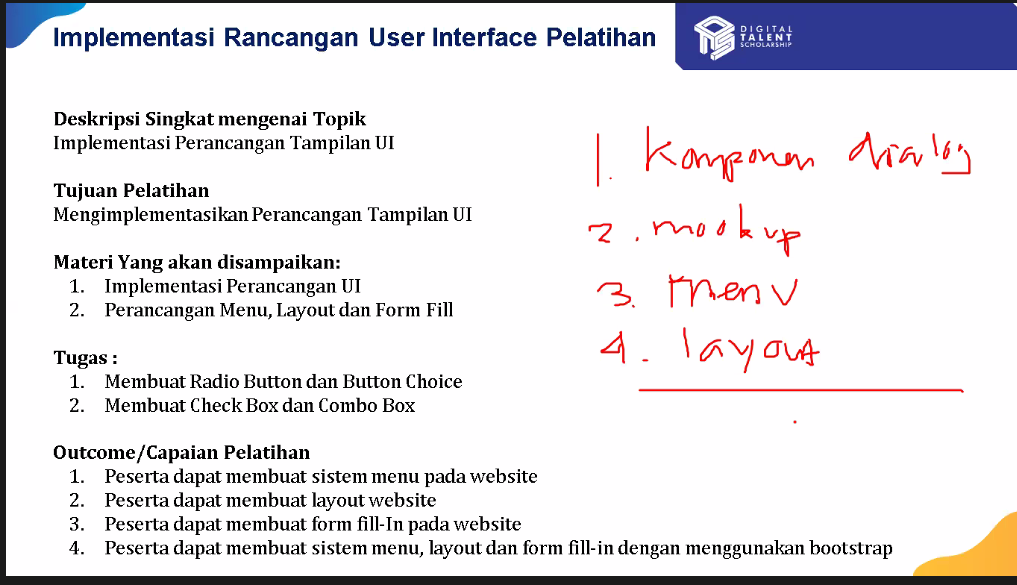 Implementasi Rancangan User Interface Pelatihan
DIGITAL
TALENT
SCHOLARSHIP
Deskripsi Singkat mengenai Topik
Implementasi Perancangan Tampilan UI
Tujuan Pelatihan
Mengimplementasikan Perancangan Tampilan UI
Materi Yang akan disampaikan:
1. Implementasi Perancangan UI
2. Perancangan Menu, Layout dan Form Fill
Tugas :
1. Membuat Radio Button dan Button Choice
2. Membuat Check Box dan Combo Box
Outcome/Capaian Pelatihan
1. Peserta dapat membuat sistem menu pada website
2. Peserta dapat membuat layout website
3. Peserta dapat membuat form fill-In pada website
4. Peserta dapat membuat sistem menu, layout dan form fill-in dengan menggunakan bootstrap
1. Komponen dialog
2. mookup
3. menu
4. layout